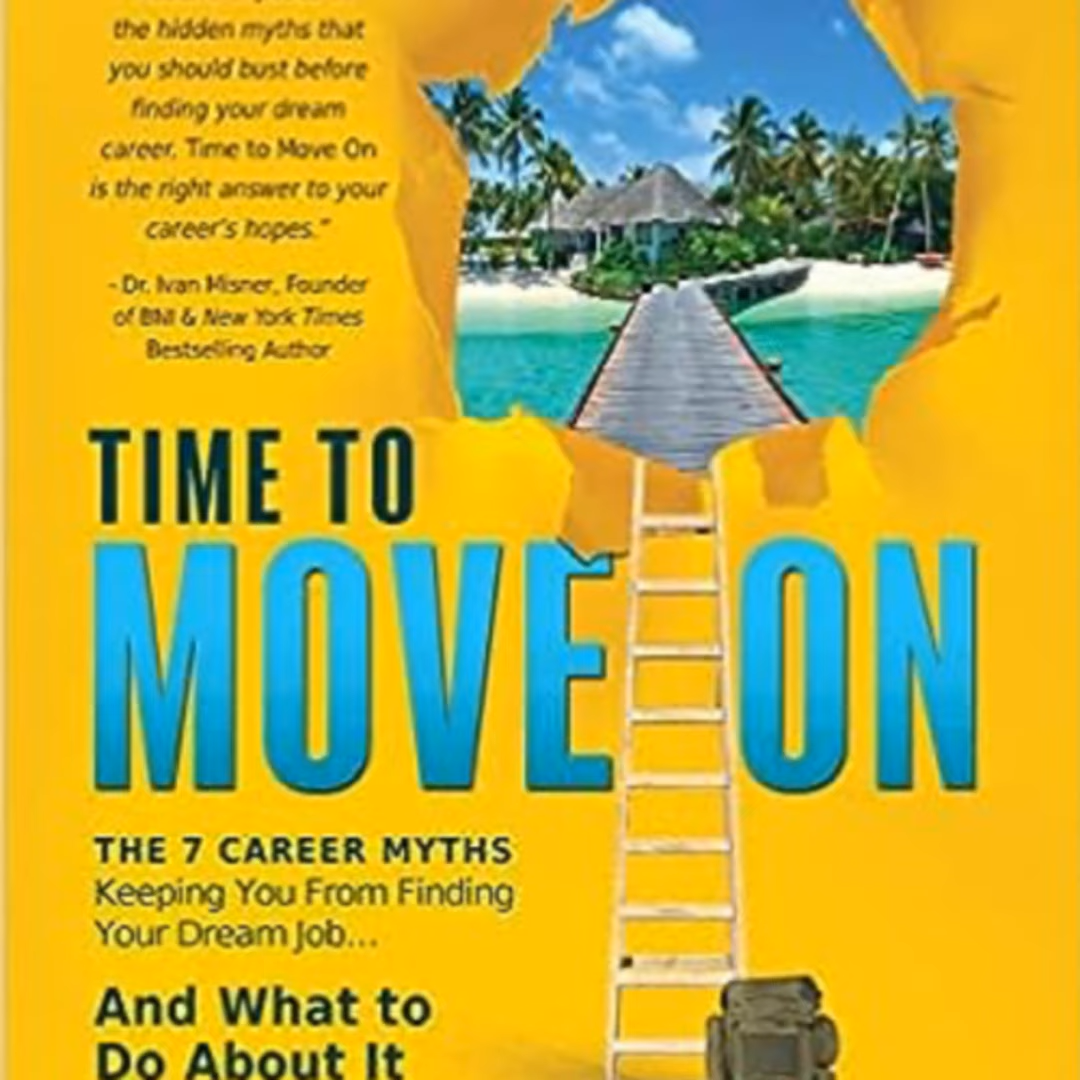 the hidden myths that
you should bust before
finding your dream
career. Time to Move On
is the right answer to your
career's hopes."
- Dr. Ivan Misner, Founder
of BNI & New York Times
Bestselling Author
TIME TO
MOVE ON
THE 7 CAREER MYTHS
Keeping You From Finding
Your Dream Job...
And What to
Do About It